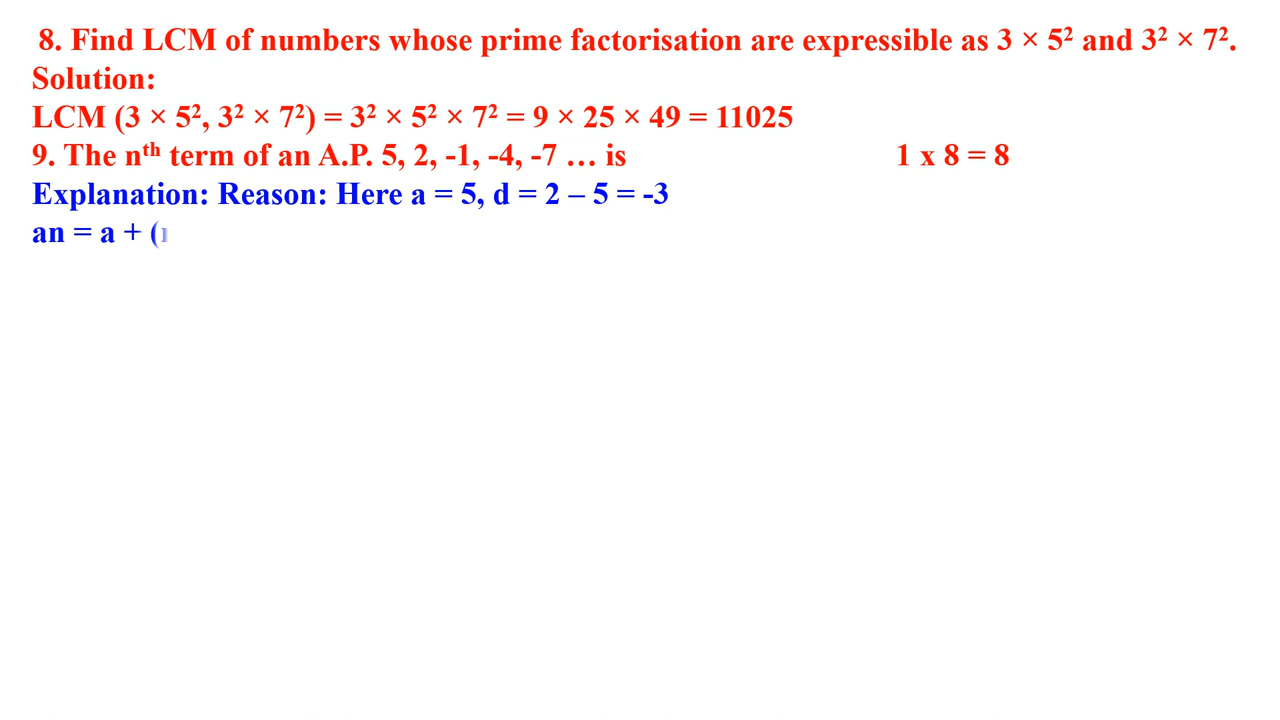 8. Find LCM of numbers whose prime factorisation are expressible as 3 × 5² and 3² × 7².
Solution:
LCM (3 × 5², 3² × 7²) = 3² × 5² × 7² = 9 × 25 × 49 = 11025
9. The nᵗʰ term of an A.P. 5, 2, -1, -4, -7 … is 1 x 8 = 8
Explanation: Reason: Here a = 5, d = 2 – 5 = -3
an = a + (